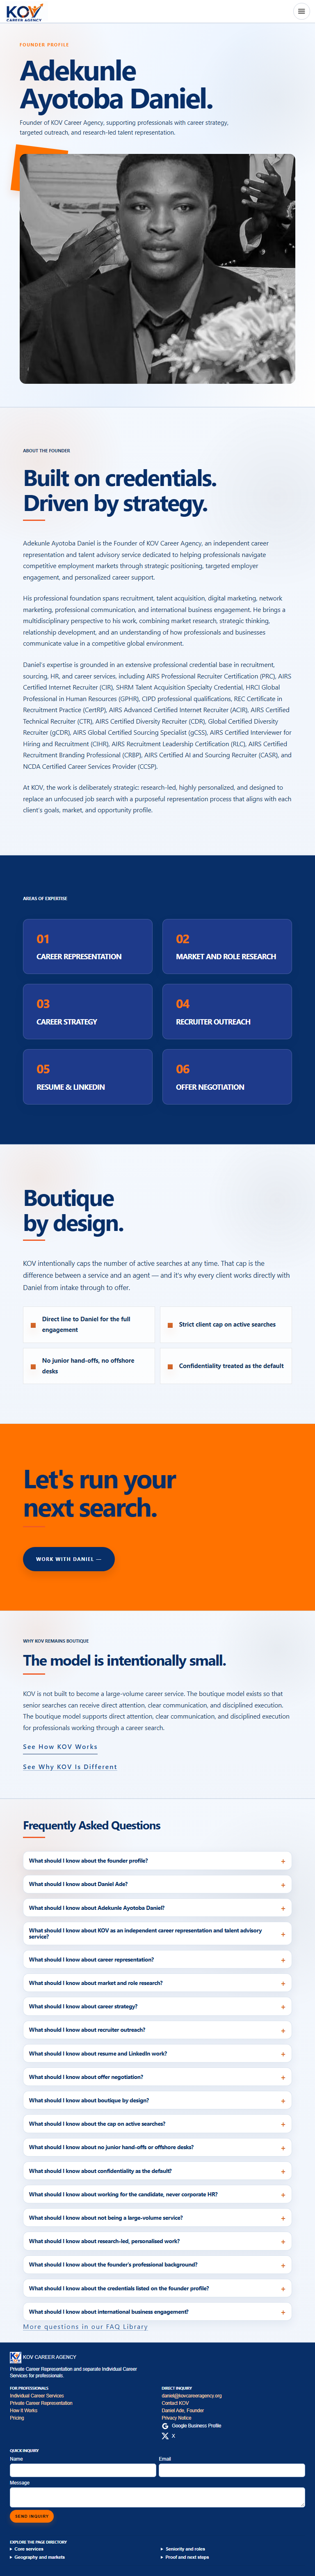 KOV
CAREER AGENCY
FOUNDER PROFILE
Adekunle
Ayotoba Daniel.
Founder of KOV Career Agency, supporting professionals with career strategy,
targeted outreach, and research-led talent representation.
ABOUT THE FOUNDER
Built on credentials.
Driven by strategy.
Adekunle Ayotoba Daniel is the Founder of KOV Career Agency, an independent career
representation and talent advisory service dedicated to helping professionals navigate
competitive employment markets through strategic positioning, targeted employer
engagement, and personalized career support.
His professional foundation spans recruitment, talent acquisition, digital marketing, network
marketing, professional communication, and international business engagement. He brings a
multidisciplinary perspective to his work, combining market research, strategic thinking,
relationship development, and an understanding of how professionals and businesses
communicate value in a competitive global environment.
Daniel's expertise is grounded in an extensive professional credential base in recruitment,
sourcing, HR, and career services, including AIRS Professional Recruiter Certification (PRC), AIRS
Certified Internet Recruiter (CIR), SHRM Talent Acquisition Specialty Credential, HRCI Global
Professional in Human Resources (GPHR), CIPD professional qualifications, REC Certificate in
Recruitment Practice (CertRP), AIRS Advanced Certified Internet Recruiter (ACIR), AIRS Certified
Technical Recruiter (CTR), AIRS Certified Diversity Recruiter (CDR), Global Certified Diversity
Recruiter (gCDR), AIRS Global Certified Sourcing Specialist (gCSS), AIRS Certified Interviewer for
Hiring and Recruitment (CIHR), AIRS Recruitment Leadership Certification (RLC), AIRS Certified
Recruitment Branding Professional (CRBP), AIRS Certified AI and Sourcing Recruiter (CASR), and
NCDA Certified Career Services Provider (CCSP).
At KOV, the work is deliberately strategic: research-led, highly personalized, and designed to
replace an unfocused job search with a purposeful representation process that aligns with each
client's goals, market, and opportunity profile.
AREAS OF EXPERTISE
01
CAREER REPRESENTATION
02
MARKET AND ROLE RESEARCH
03
CAREER STRATEGY
04
RECRUITER OUTREACH
05
RESUME & LINKEDIN
06
OFFER NEGOTIATION
Boutique
by design.
KOV intentionally caps the number of active searches at any time. That cap is the
difference between a service and an agent — and it's why every client works directly with
Daniel from intake through to offer.
Direct line to Daniel for the full
engagement
Strict client cap on active searches
No junior hand-offs, no offshore
desks
Confidentiality treated as the default
Let's run your
next search.
WORK WITH DANIEL —
WHY KOV REMAINS BOUTIQUE
The model is intentionally small.
KOV is not built to become a large-volume career service. The boutique model exists so that
senior searches can receive direct attention, clear communication, and disciplined execution.
The boutique model supports direct attention, clear communication, and disciplined execution
for professionals working through a career search.
See How KOV Works
See Why KOV Is Different
Frequently Asked Questions
What should I know about the founder profile? +
What should I know about Daniel Ade? +
What should I know about Adekunle Ayotoba Daniel? +
What should I know about KOV as an independent career representation and talent advisory
service? +
What should I know about career representation? +
What should I know about market and role research? +
What should I know about career strategy? +
What should I know about recruiter outreach? +
What should I know about resume and LinkedIn work? +
What should I know about offer negotiation? +
What should I know about boutique by design? +
What should I know about the cap on active searches? +
What should I know about no junior hand-offs or offshore desks? +
What should I know about confidentiality as the default? +
What should I know about working for the candidate, never corporate HR? +
What should I know about not being a large-volume service? +
What should I know about research-led, personalised work? +
What should I know about the founder's professional background? +
What should I know about the credentials listed on the founder profile? +
What should I know about international business engagement? +
More questions in our FAQ Library
KOV CAREER AGENCY
Private Career Representation and separate Individual Career
Services for professionals.
FOR PROFESSIONALS
Individual Career Services
Private Career Representation
How It Works
Pricing
DIRECT INQUIRY
daniel@kovcareeragency.org
Contact KOV
Daniel Ade, Founder
Privacy Notice
Google Business Profile
X
QUICK INQUIRY
Name
Email
Message
SEND INQUIRY
EXPLORE THE PAGE DIRECTORY
Core services
Seniority and roles
Geography and markets
Proof and next steps